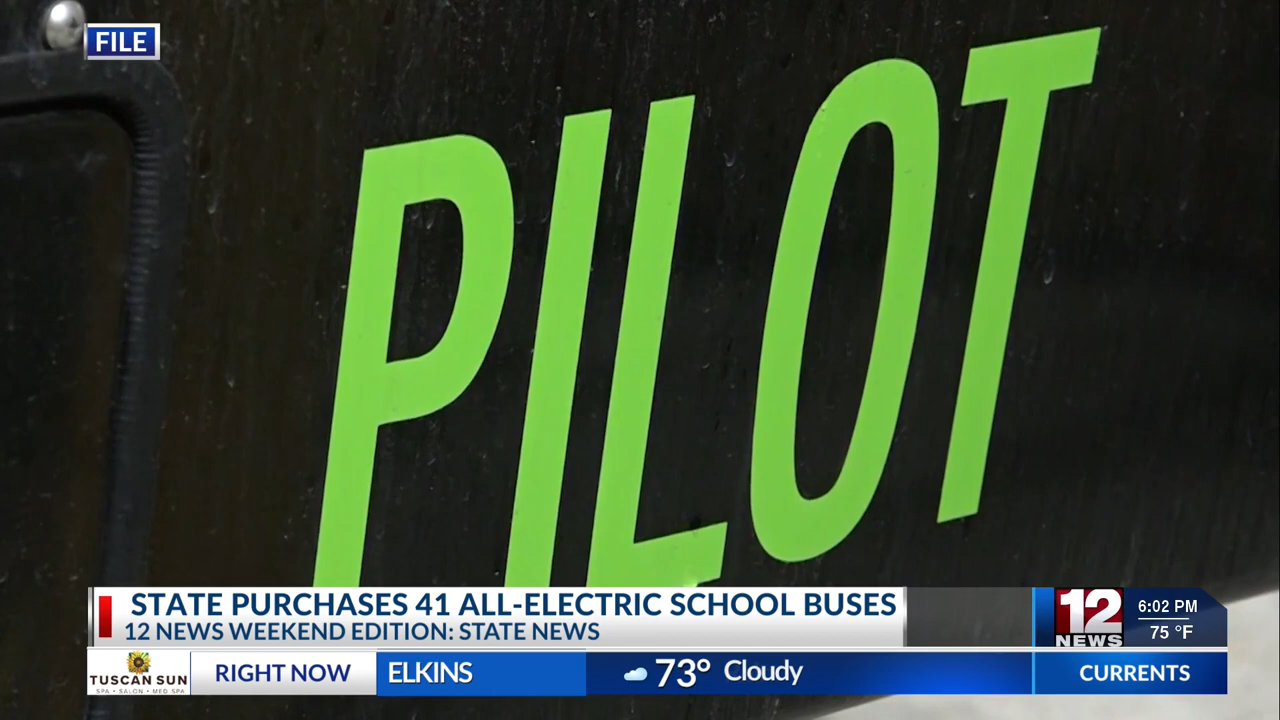 FILE
PILOT
STATE PURCHASES 41 ALL-ELECTRIC SCHOOL BUSES
12 NEWS WEEKEND EDITION: STATE NEWS
12
NEWS
6:02 PM
75 °F
TUSCAN SUN
SPA • SALON • MED SPA
RIGHT NOW
ELKINS
73° Cloudy
CURRENTS